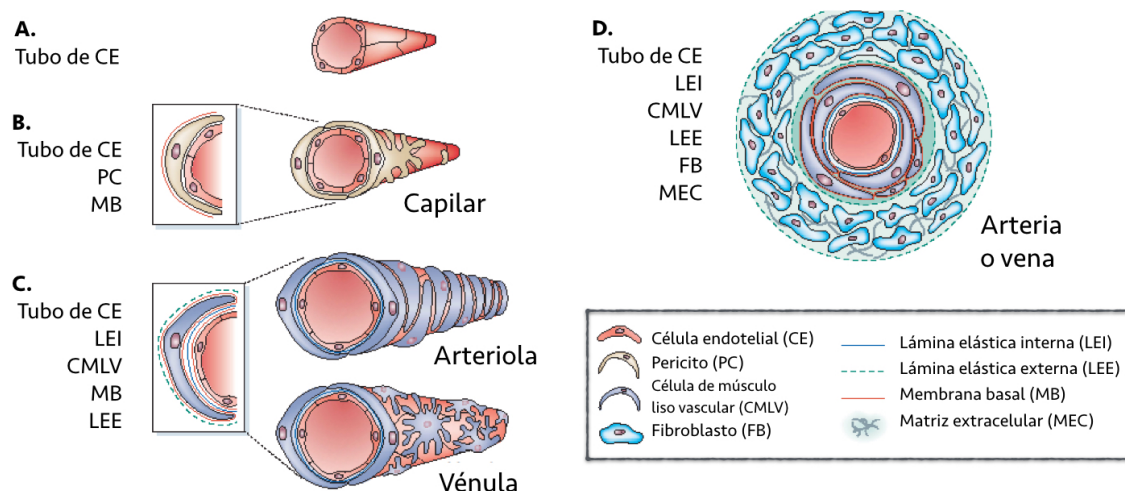 A.
Tubo de CE
B.
Tubo de CE
PC
MB
Capilar
C.
Tubo de CE
LEI
CMLV
MB
LEE
Arteriola
Vénula
D.
Tubo de CE
LEI
CMLV
LEE
FB
MEC
Arteria
o vena
Célula endotelial (CE)
Pericito (PC)
Célula de músculo
liso vascular (CMLV)
Fibroblasto (FB)
Lámina elástica interna (LEI)
Lámina elástica externa (LEE)
Membrana basal (MB)
Matriz extracelular (MEC)